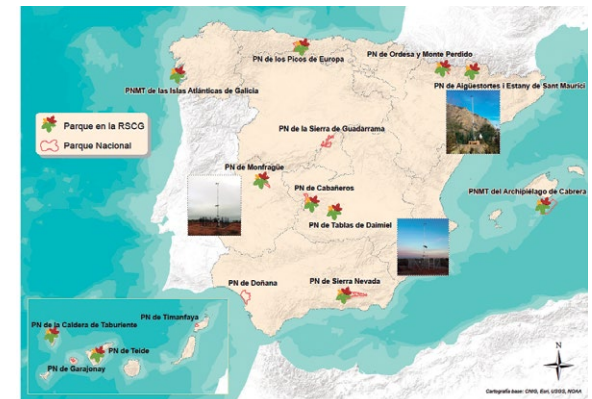 PN de Ordesa y Monte Perdido
PN de los Picos de Europa
PN de Aigüestortes i Estany de Sant Maurici
PNMT de las Islas Atlánticas de Galicia
Parque en la RSCG
Parque Nacional
PN de la Sierra de Guadarrama
PN de Monfragüe
PN de Cabañeros
PNMT del Archipiélago de Cabrera
PN de Tablas de Daimiel
PN de Doñana
PN de Sierra Nevada
PN de Timanfaya
PN de la Caldera de Taburiente
PN de Teide
PN de Garajonay
N
Cartografía base: CNIG, Esri, USGS, NOAA